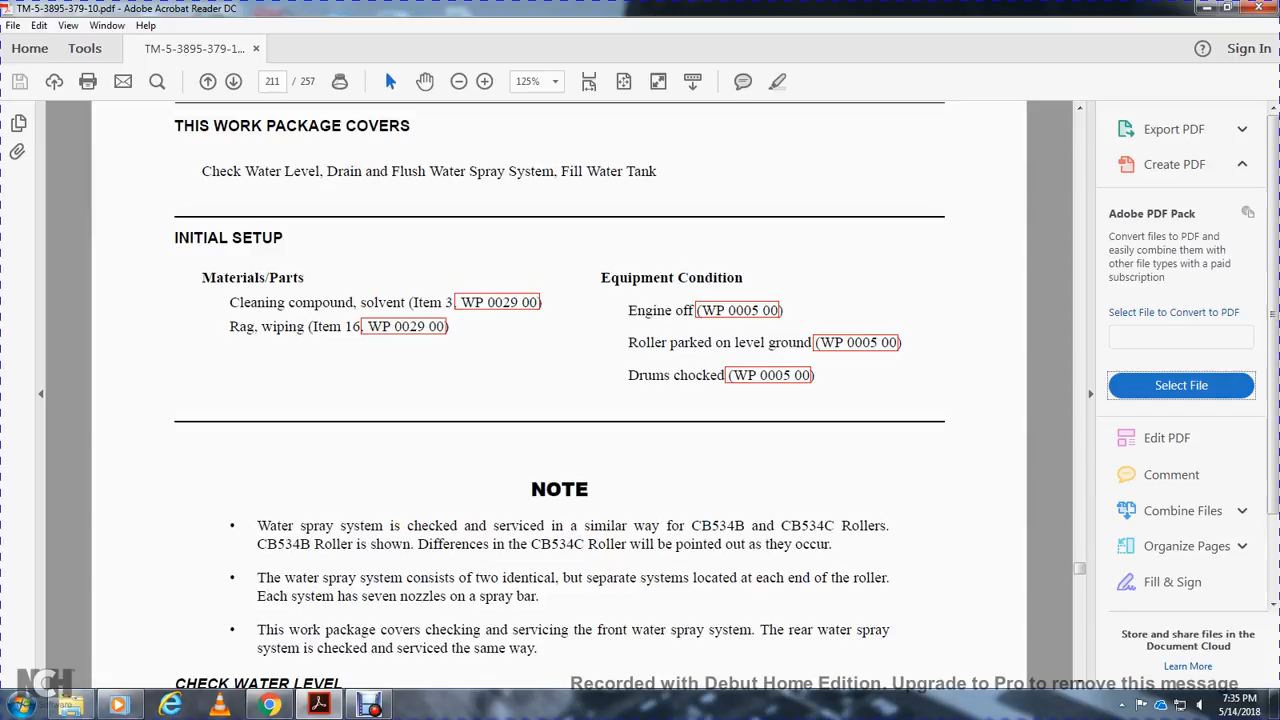 TM-5-3895-379-10.pdf - Adobe Acrobat Reader DC
File Edit View Window Help
Home Tools TM-5-3895-379-1... × Sign In
211 / 257 125%
THIS WORK PACKAGE COVERS
Check Water Level, Drain and Flush Water Spray System, Fill Water Tank
INITIAL SETUP
Materials/Parts
Cleaning compound, solvent (Item 3, WP 0029 00)
Rag, wiping (Item 16, WP 0029 00)
Equipment Condition
Engine off (WP 0005 00)
Roller parked on level ground (WP 0005 00)
Drums chocked (WP 0005 00)
NOTE
• Water spray system is checked and serviced in a similar way for CB534B and CB534C Rollers.
CB534B Roller is shown. Differences in the CB534C Roller will be pointed out as they occur.
• The water spray system consists of two identical, but separate systems located at each end of the roller.
Each system has seven nozzles on a spray bar.
• This work package covers checking and servicing the front water spray system. The rear water spray
system is checked and serviced the same way.
CHECK WATER LEVEL
Export PDF
Create PDF
Adobe PDF Pack
Convert files to PDF and
easily combine them with
other file types with a paid
subscription
Select File to Convert to PDF
Select File
Edit PDF
Comment
Combine Files
Organize Pages
Fill & Sign
Store and share files in the
Document Cloud
Learn More
NCH
Recorded with Debut Home Edition. Upgrade to Pro to remove this message
7:35 PM
5/14/2018